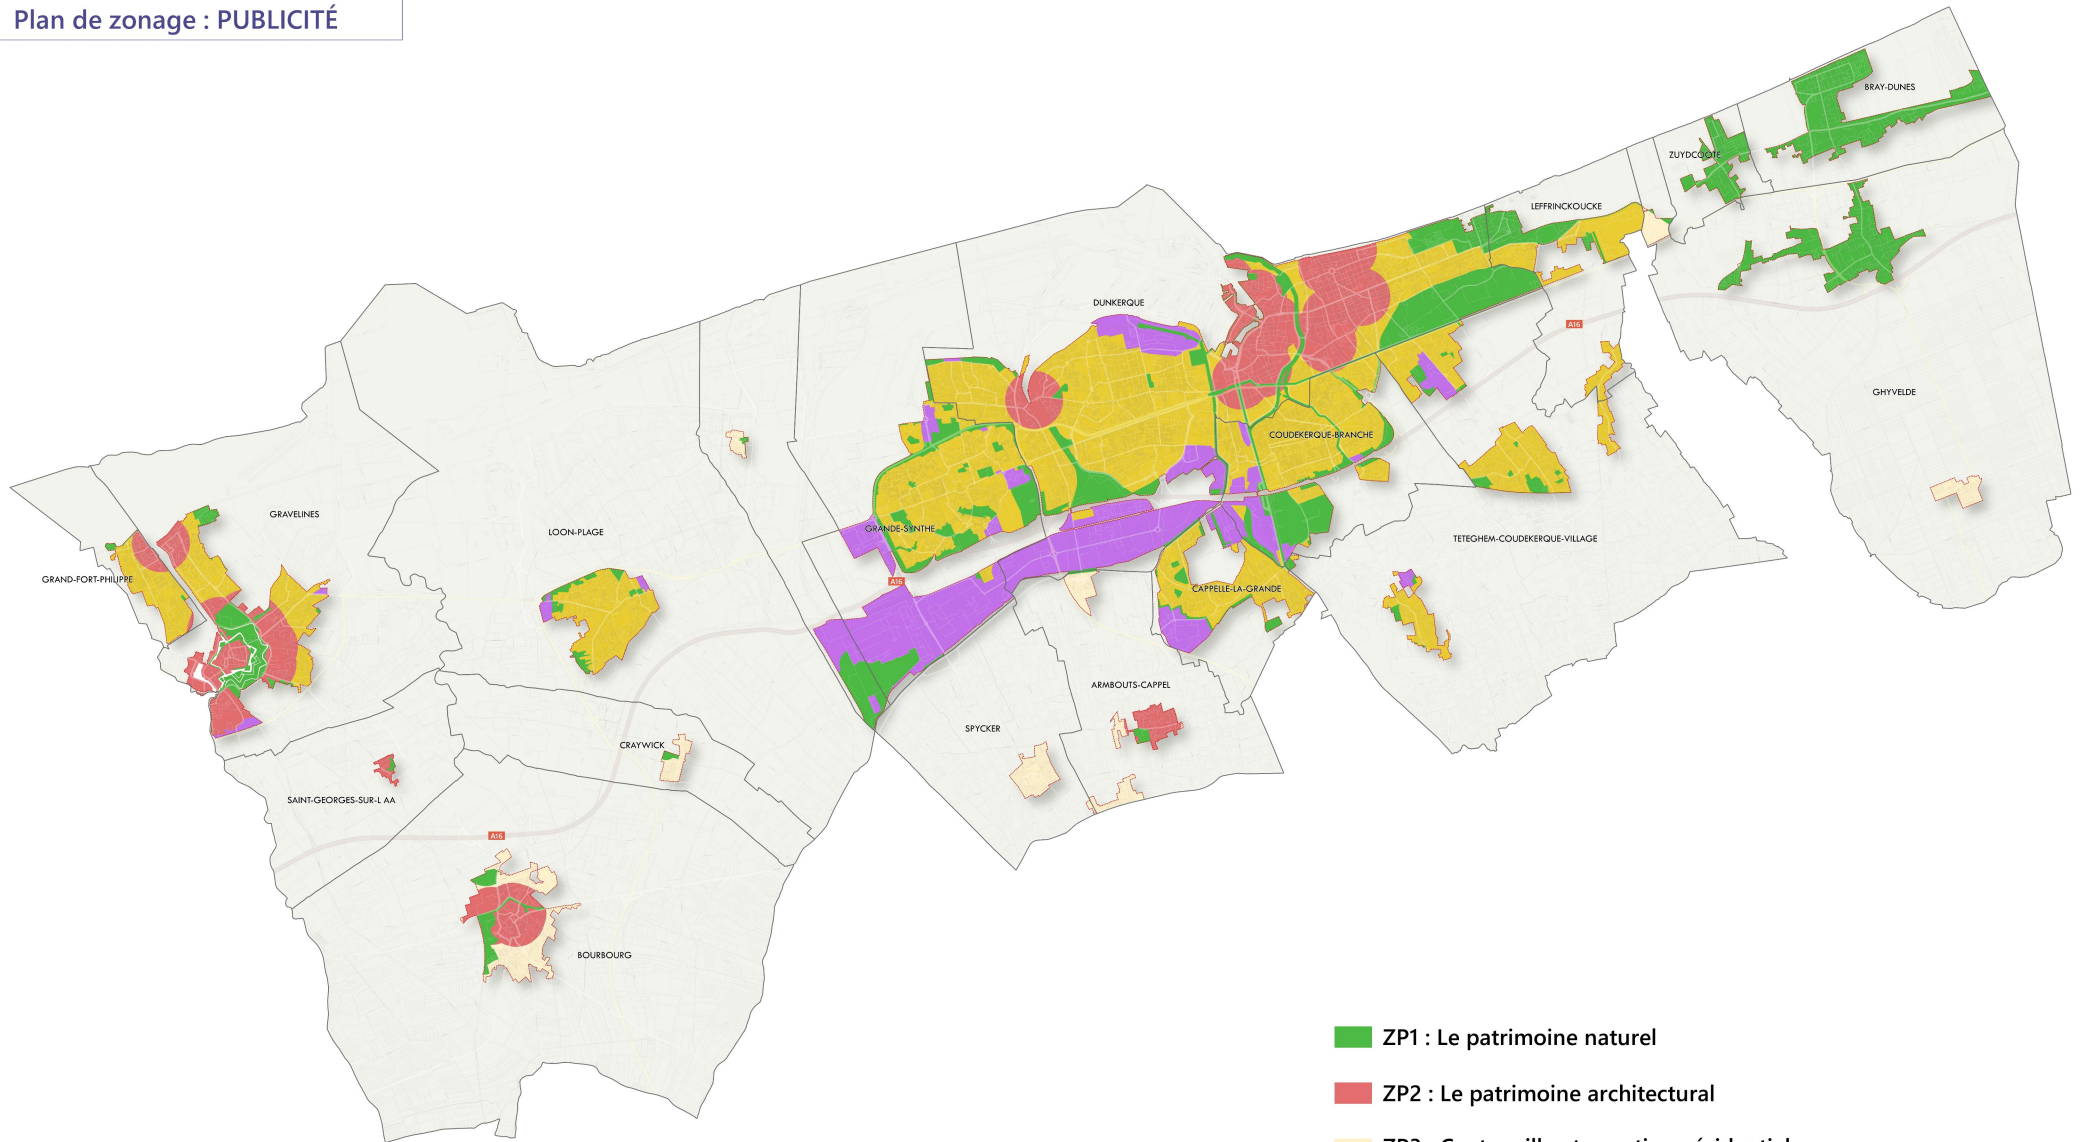 Plan de zonage : PUBLICITÉ
BRAY-DUNES
ZUYDCOOTE
LEFFRINCKOUCKE
DUNKERQUE
A16
GHYVELDE
COUDEKERQUE-BRANCHE
GRAVELINES
GRANDE-SYNTHE
LOON-PLAGE
TETEGHEM-COUDEKERQUE-VILLAGE
GRAND-FORT-PHILIPPE
A16
CAPPELLE-LA-GRANDE
ARMBOUTS-CAPPEL
SPYCKER
CRAYWICK
SAINT-GEORGES-SUR-L AA
A16
BOURBOURG
ZP1 : Le patrimoine naturel
ZP2 : Le patrimoine architectural